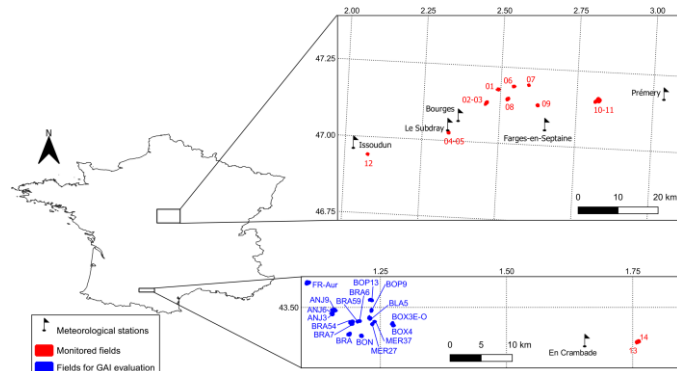 2.00 2.25 2.50 2.75 3.00
47.25
47.00
46.75
01
06
07
02-03
08
09
10-11
Prémery
Bourges
Le Subdray
04-05
Farges-en-Septaine
Issoudun
12
0 10 20 km
N
1.25 1.50 1.75
43.50
FR-Aur
BOP13
BRA6
BOP9
ANJ9
BRA59
ANJ6
BLA5
ANJ3
BRA54
BOX3E-O
BRA7
MER37
BOX4
BRA
BON
MER27
0 5 10 km
En Crambade
14
13
Meteorological stations
Monitored fields
Fields for GAI evaluation